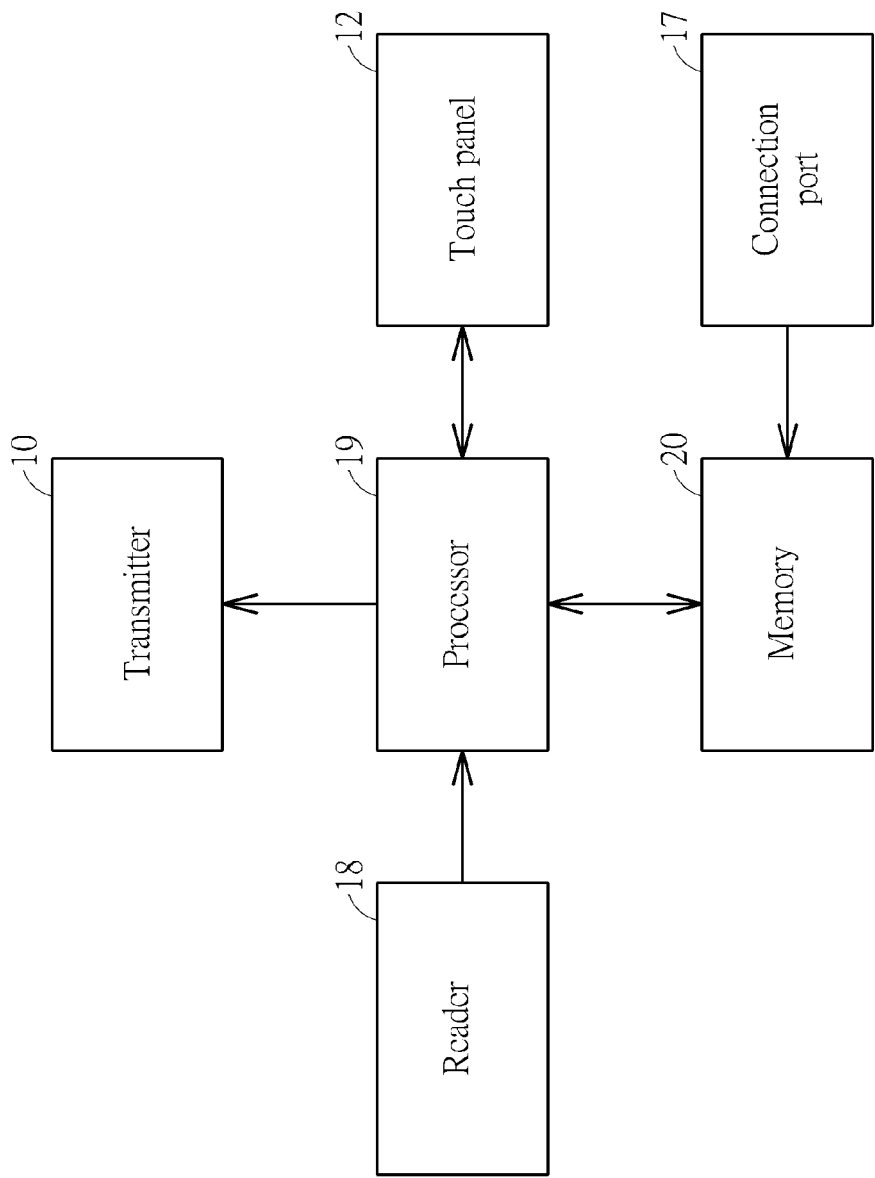 10
Transmitter
18
Reader
19
Processor
12
Touch panel
20
Memory
17
Connection
port